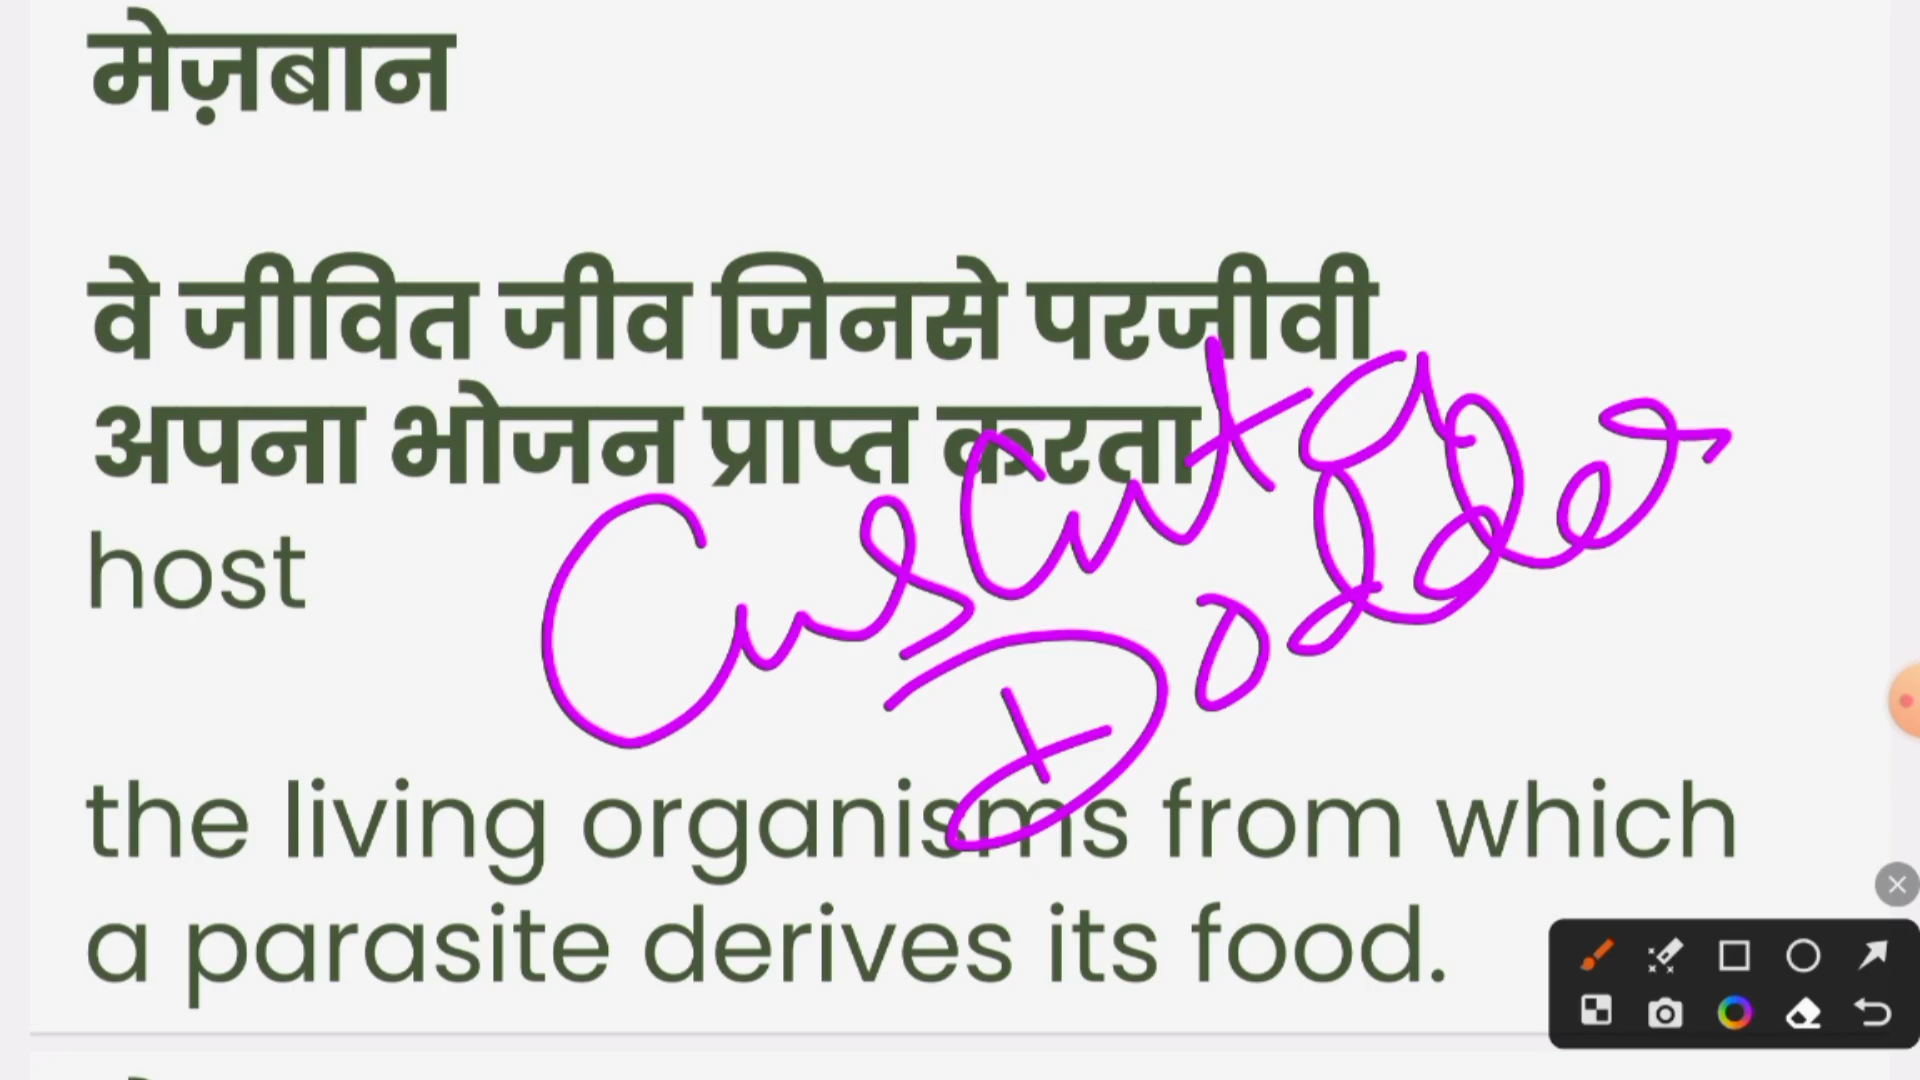 मेज़बान
वे जीवित जीव जिनसे परजीवी
अपना भोजन प्राप्त करता
host
Cuscuta
Dodder
the living organisms from which
a parasite derives its food.